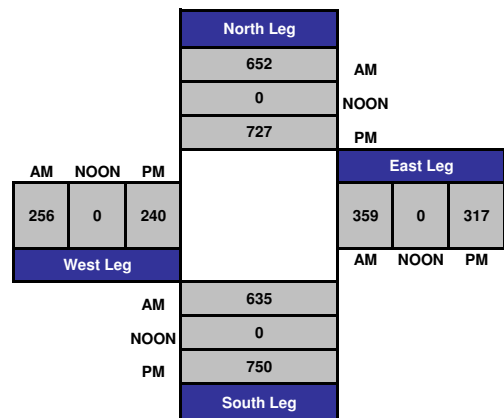 North Leg
652 AM
0 NOON
727 PM
AM NOON PM
East Leg
256 0 240
359 0 317
West Leg
AM NOON PM
AM 635
NOON 0
PM 750
South Leg